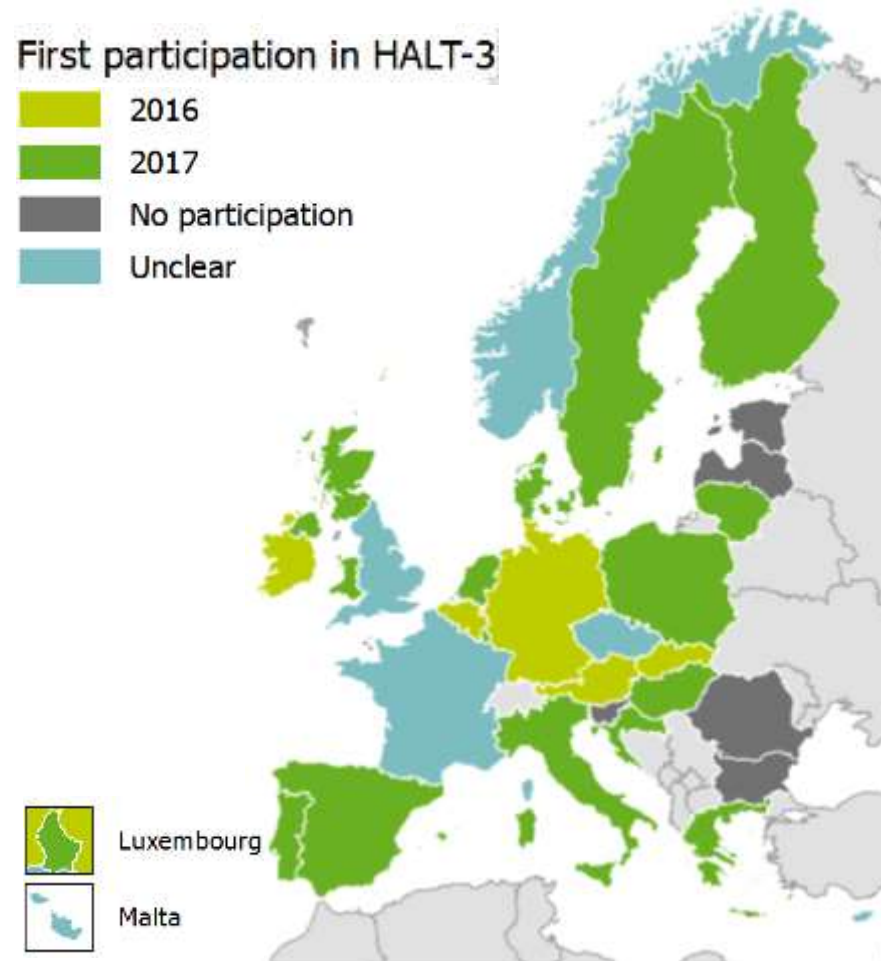 First participation in HALT-3
2016
2017
No participation
Unclear
Luxembourg
Malta